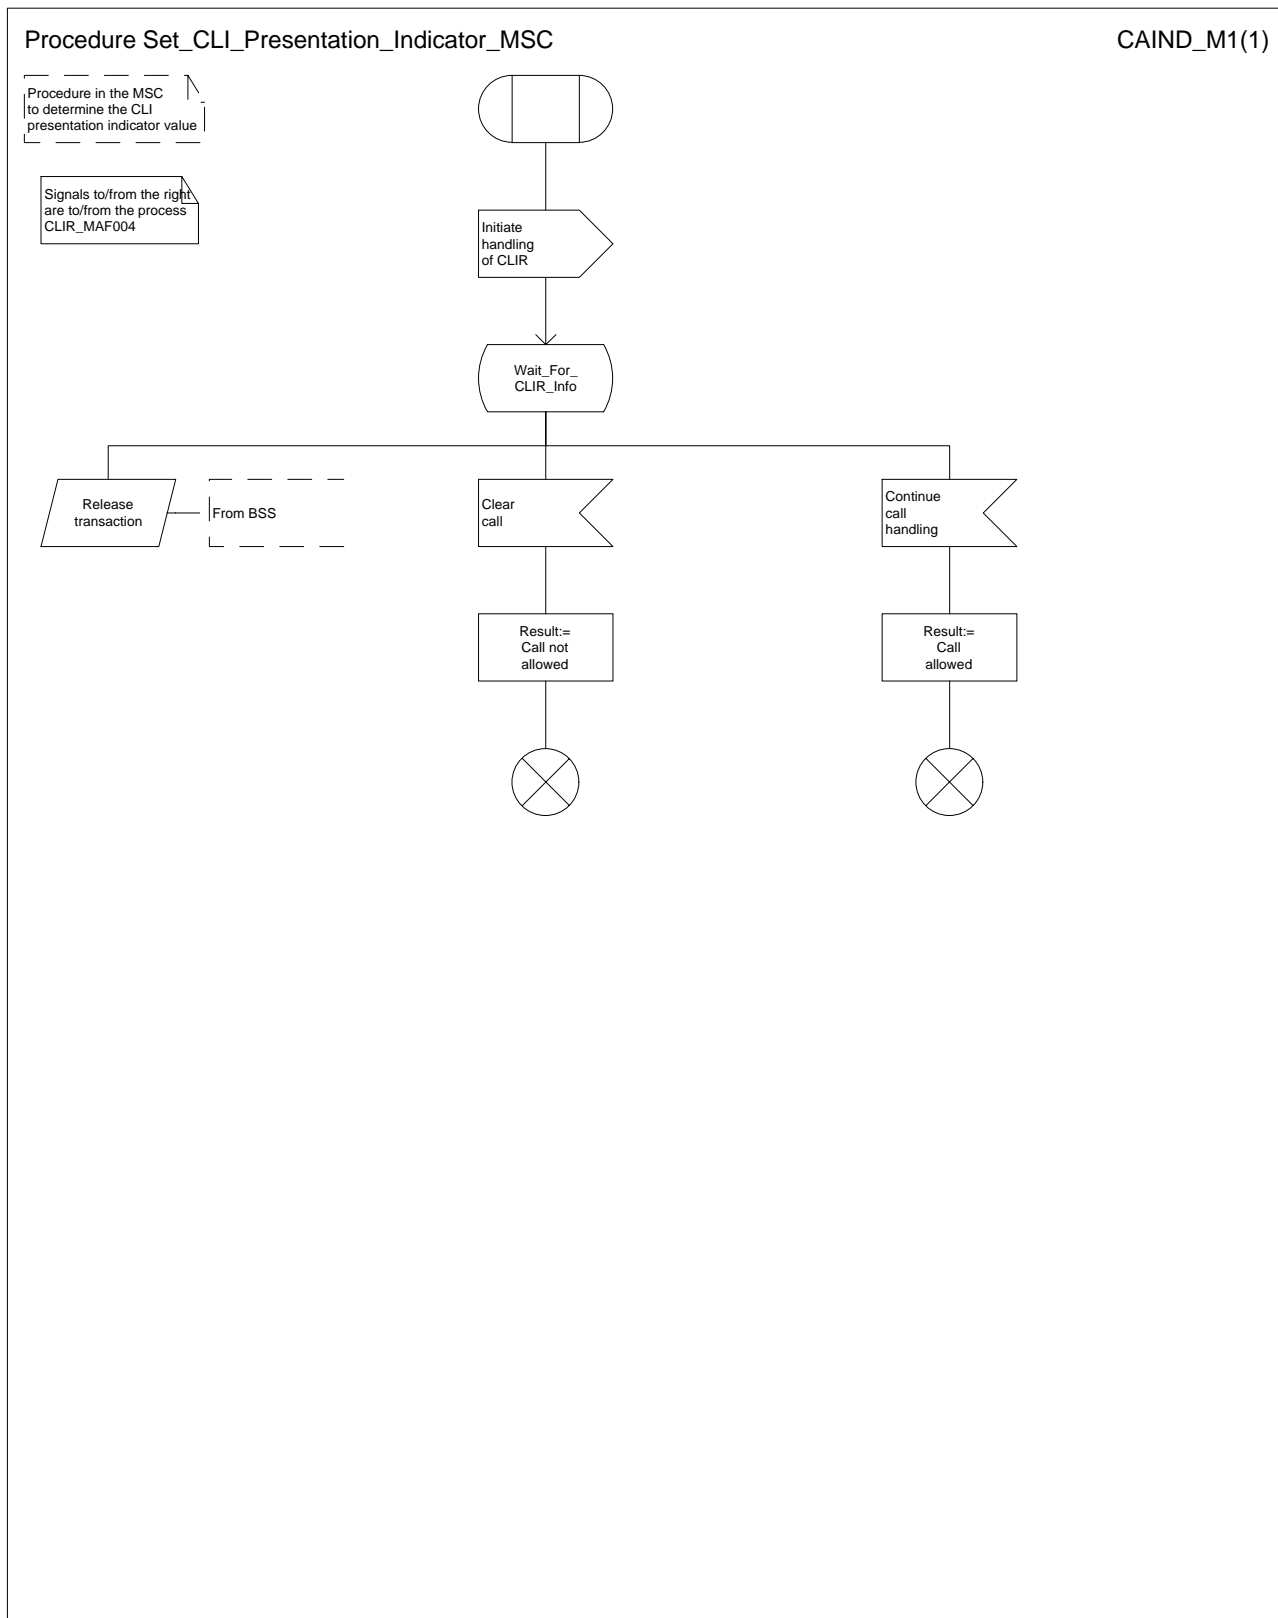 Procedure Set_CLI_Presentation_Indicator_MSC
CAIND_M1(1)
Procedure in the MSC
to determine the CLI
presentation indicator value
Signals to/from the right
are to/from the process
CLIR_MAF004
Initiate
handling
of CLIR
Wait_For_
CLIR_Info
Release
transaction
From BSS
Clear
call
Continue
call
handling
Result:=
Call not
allowed
Result:=
Call
allowed